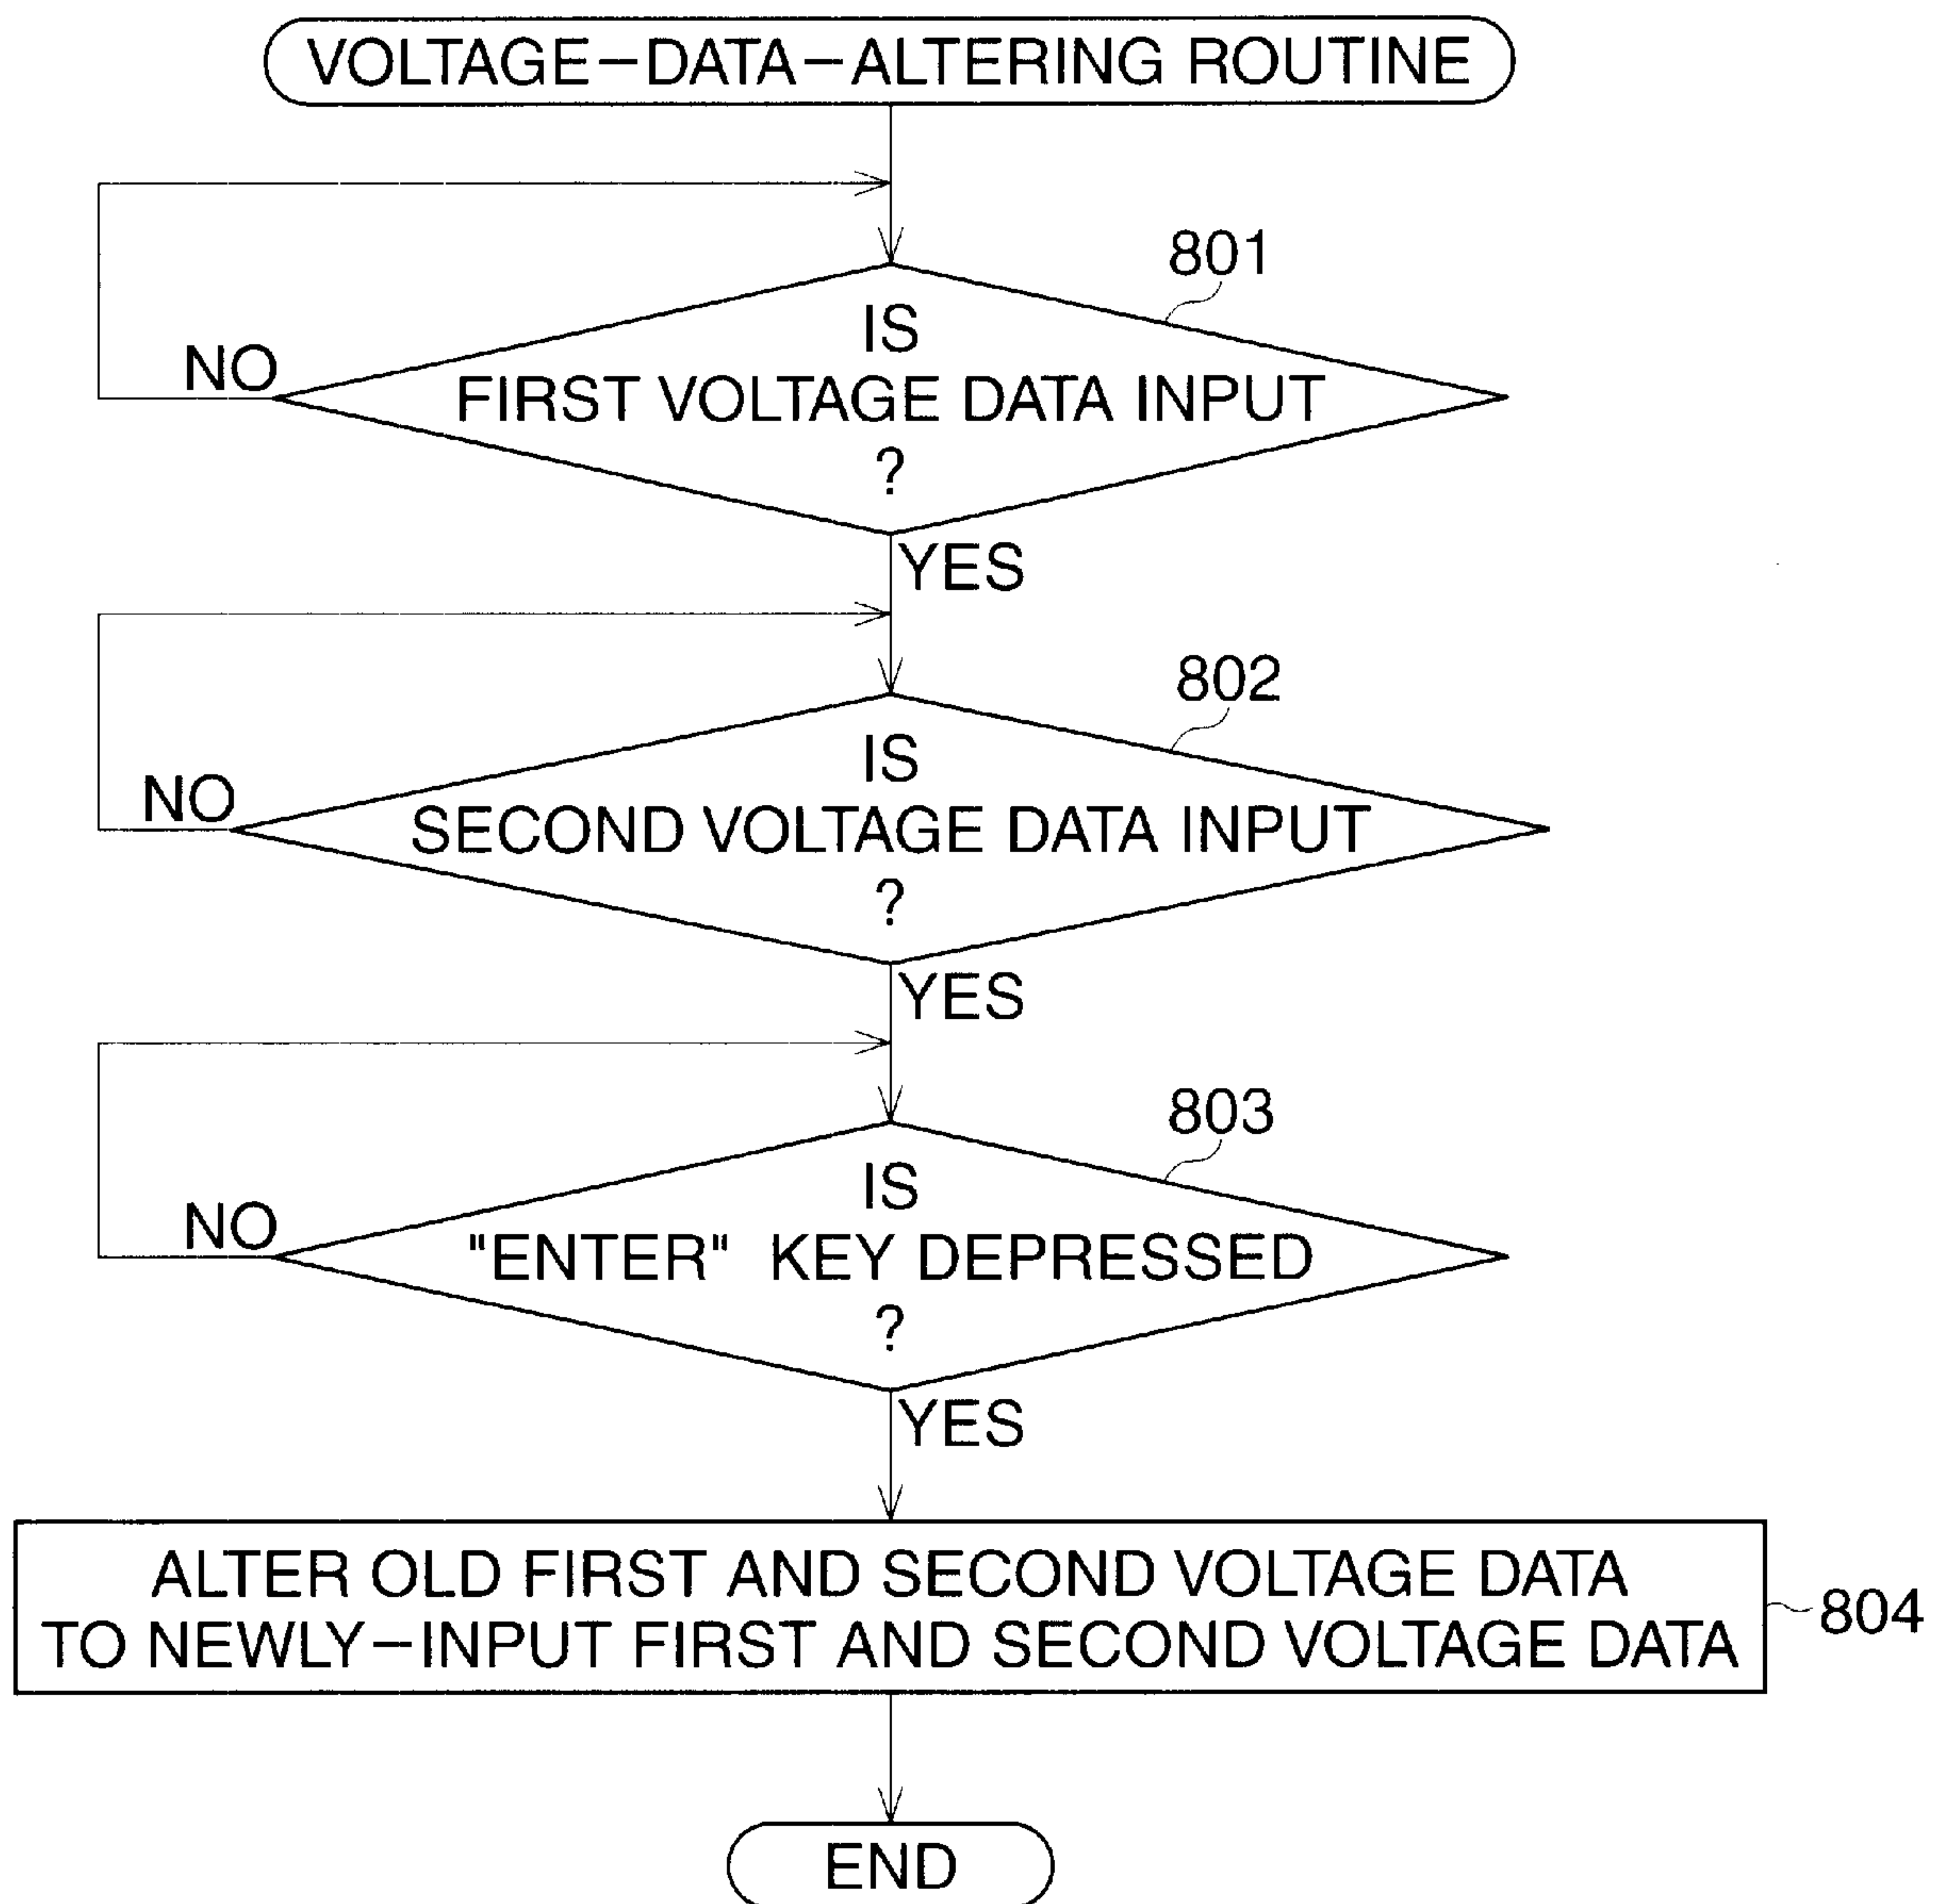 VOLTAGE-DATA-ALTERING ROUTINE
801
IS
NO
FIRST VOLTAGE DATA INPUT
?
YES
802
IS
NO
SECOND VOLTAGE DATA INPUT
?
YES
803
IS
NO
"ENTER" KEY DEPRESSED
?
YES
ALTER OLD FIRST AND SECOND VOLTAGE DATA
TO NEWLY-INPUT FIRST AND SECOND VOLTAGE DATA
804
END